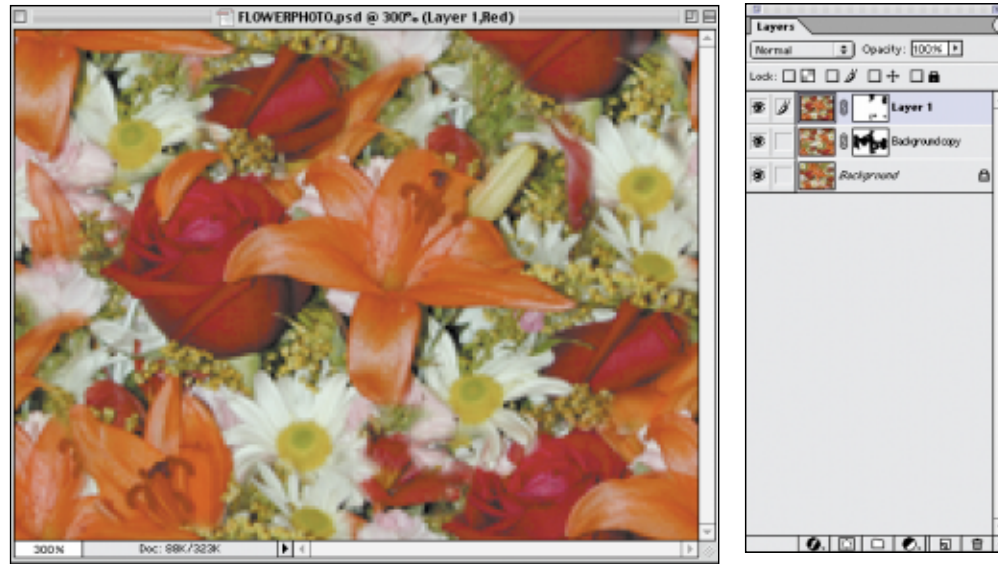 FLOWERPHOTO.psd @ 300% (Layer 1,Red)
300%
Doc: 88K/323K
Layers
Normal
Opacity: 100%
Lock:
Layer 1
Background copy
Background